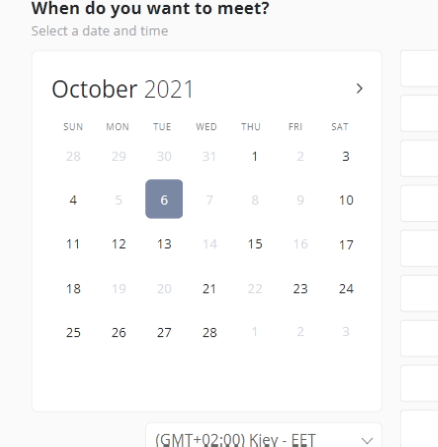 When do you want to meet?
Select a date and time
October 2021
SUN MON TUE WED THU FRI SAT
28 29 30 31 1 2 3
4 5 6 7 8 9 10
11 12 13 14 15 16 17
18 19 20 21 22 23 24
25 26 27 28 1 2 3
(GMT+02:00) Kiev - EET